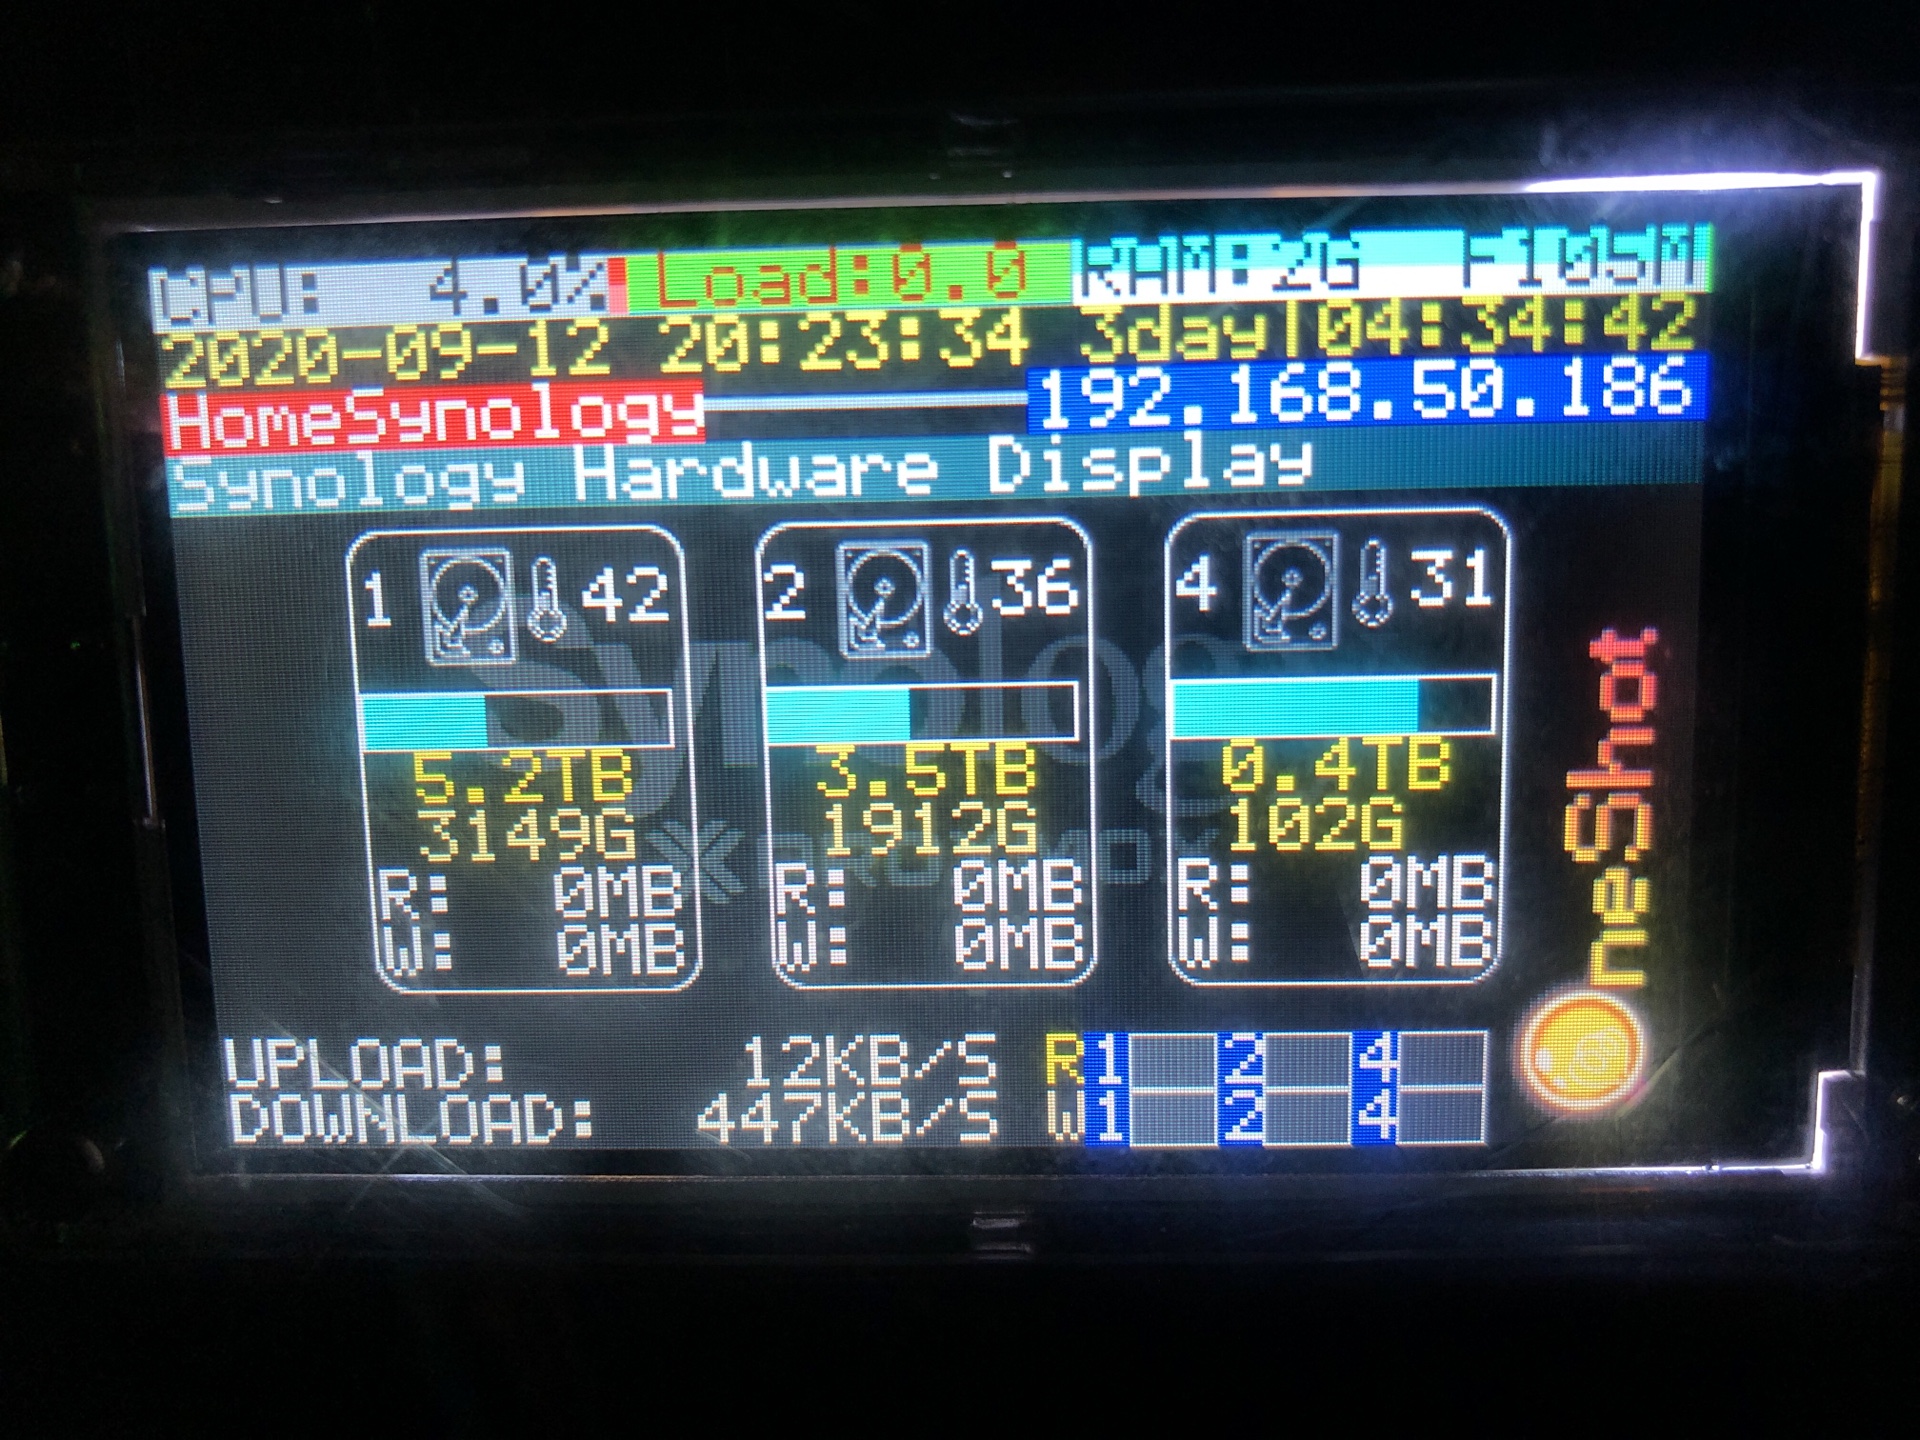 CPU: 4.0% Load:0.0 RAM:2G F105M
2020-09-12 20:23:34 3day|04:34:42
HomeSynology 192.168.50.186
Synology Hardware Display
1 42
2 36
4 31
5.2TB 3.5TB 0.4TB
3149G 1912G 102G
R: 0MB R: 0MB R: 0MB
W: 0MB W: 0MB W: 0MB
UPLOAD: 12KB/S R 1 2 4
DOWNLOAD: 447KB/S W 1 2 4
OneShot
Synology